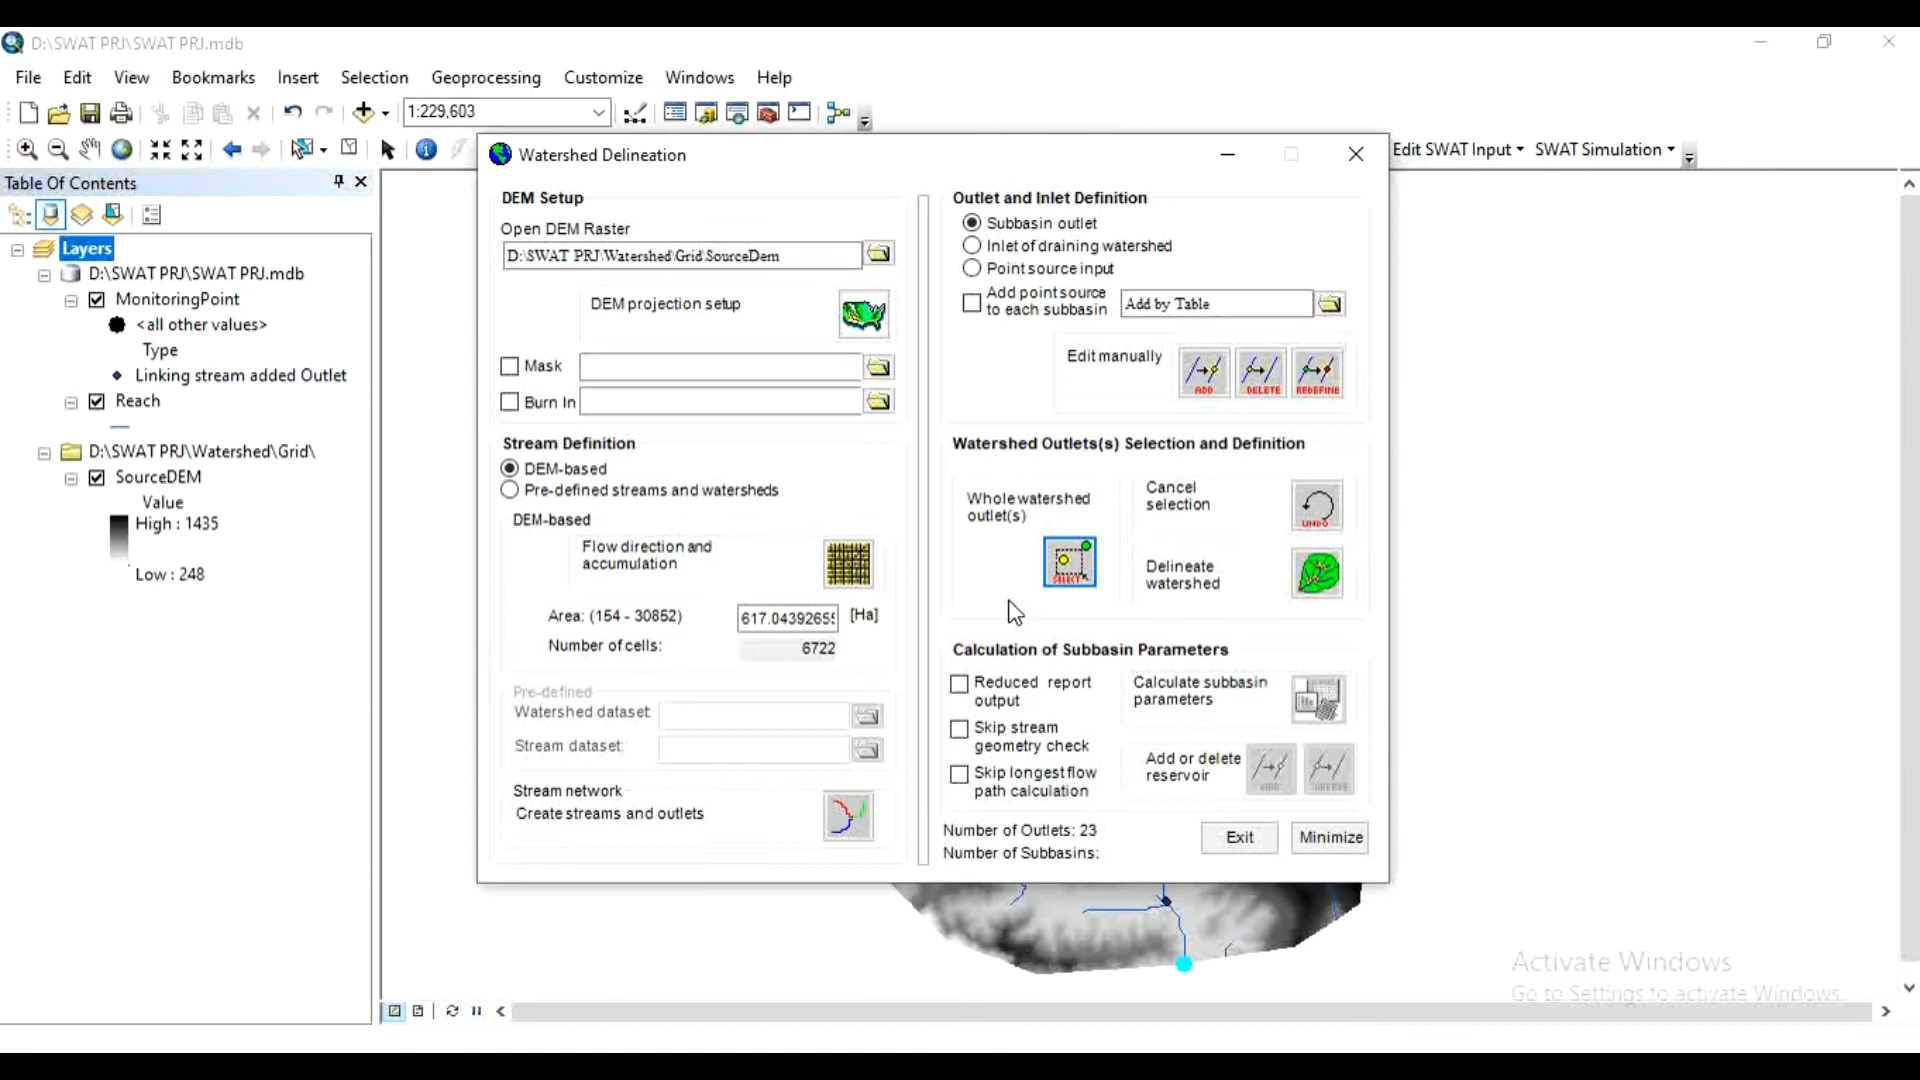 D:\SWAT PRJ\SWAT PRJ.mdb
File Edit View Bookmarks Insert Selection Geoprocessing Customize Windows Help
1:229,603
Edit SWAT Input SWAT Simulation
Table Of Contents
Layers
D:\SWAT PRJ\SWAT PRJ.mdb
MonitoringPoint
<all other values>
Type
Linking stream added Outlet
Reach
D:\SWAT PRJ\Watershed\Grid\
SourceDEM
Value
High : 1435
Low : 248
Watershed Delineation
DEM Setup
Open DEM Raster
D:\SWAT PRJ\Watershed\Grid\SourceDem
DEM projection setup
Mask
Burn In
Stream Definition
DEM-based
Pre-defined streams and watersheds
DEM-based
Flow direction and
accumulation
Area: (154 - 30852) 617.04392655 [Ha]
Number of cells: 6722
Pre-defined
Watershed dataset
Stream dataset:
Stream network
Create streams and outlets
Outlet and Inlet Definition
Subbasin outlet
Inlet of draining watershed
Point source input
Add point source
to each subbasin
Add by Table
Edit manually
ADD DELETE REDEFINE
Watershed Outlets(s) Selection and Definition
Whole watershed
outlet(s)
SELECT
Cancel
selection
UNDO
Delineate
watershed
Calculation of Subbasin Parameters
Reduced report
output
Skip stream
geometry check
Skip longest flow
path calculation
Calculate subbasin
parameters
Add or delete
reservoir
ADD DELETE
Number of Outlets: 23
Number of Subbasins:
Exit Minimize
Activate Windows
Go to Settings to activate Windows.